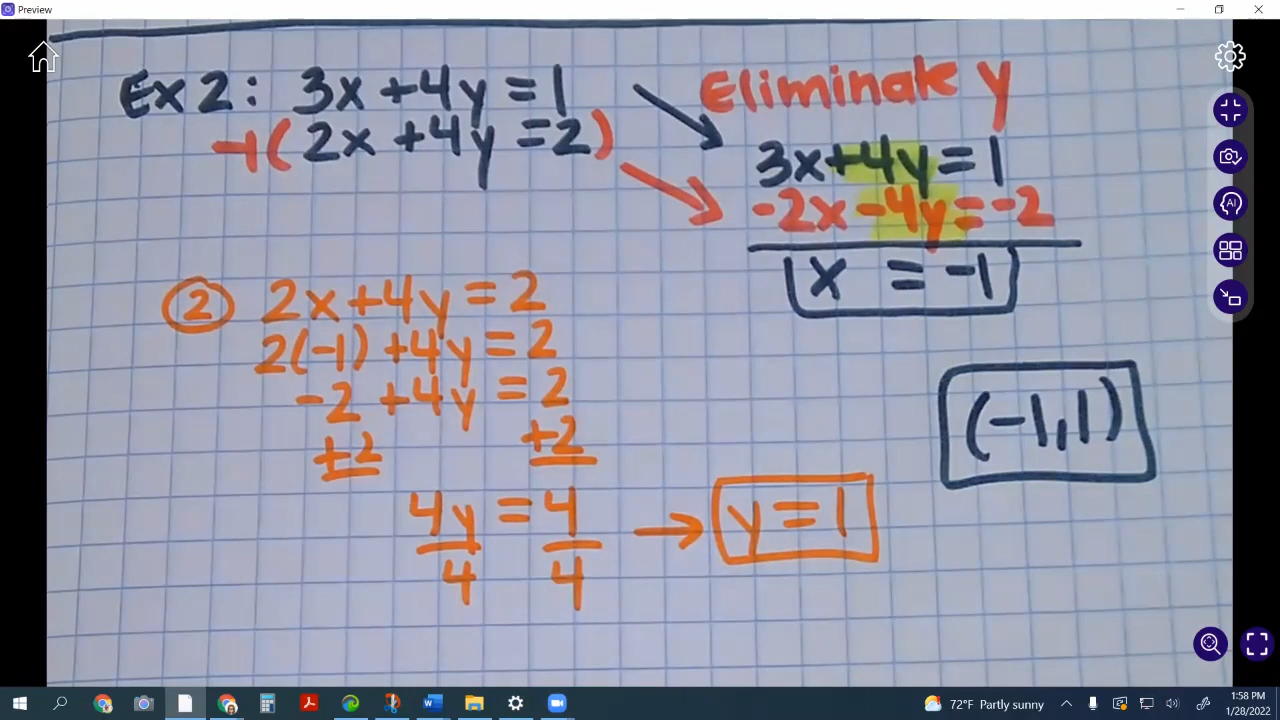 Preview
Ex 2: 3x+4y=1
-1(2x+4y=2)
Eliminate y
3x+4y=1
-2x-4y=-2
x = -1
② 2x+4y=2
2(-1)+4y=2
-2+4y=2
+2 +2
4y=4
4 4
→ y=1
(-1,1)
AI
72°F Partly sunny
1:58 PM
1/28/2022